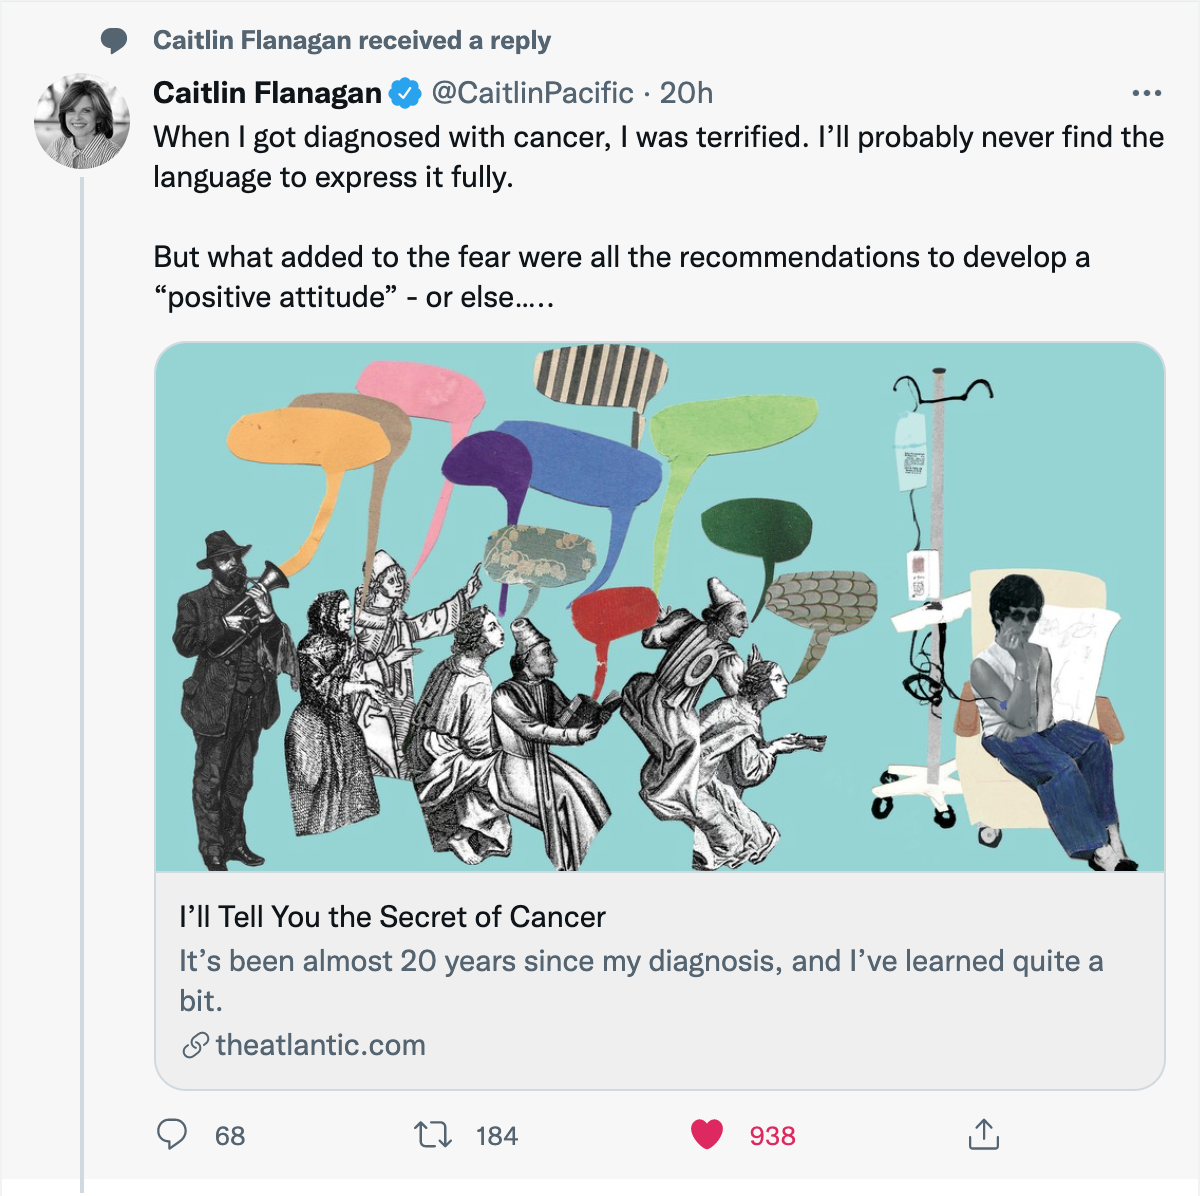 Caitlin Flanagan received a reply
Caitlin Flanagan @CaitlinPacific · 20h
When I got diagnosed with cancer, I was terrified. I’ll probably never find the
language to express it fully.
But what added to the fear were all the recommendations to develop a
“positive attitude” - or else.....
I’ll Tell You the Secret of Cancer
It’s been almost 20 years since my diagnosis, and I’ve learned quite a
bit.
theatlantic.com
68 184 938